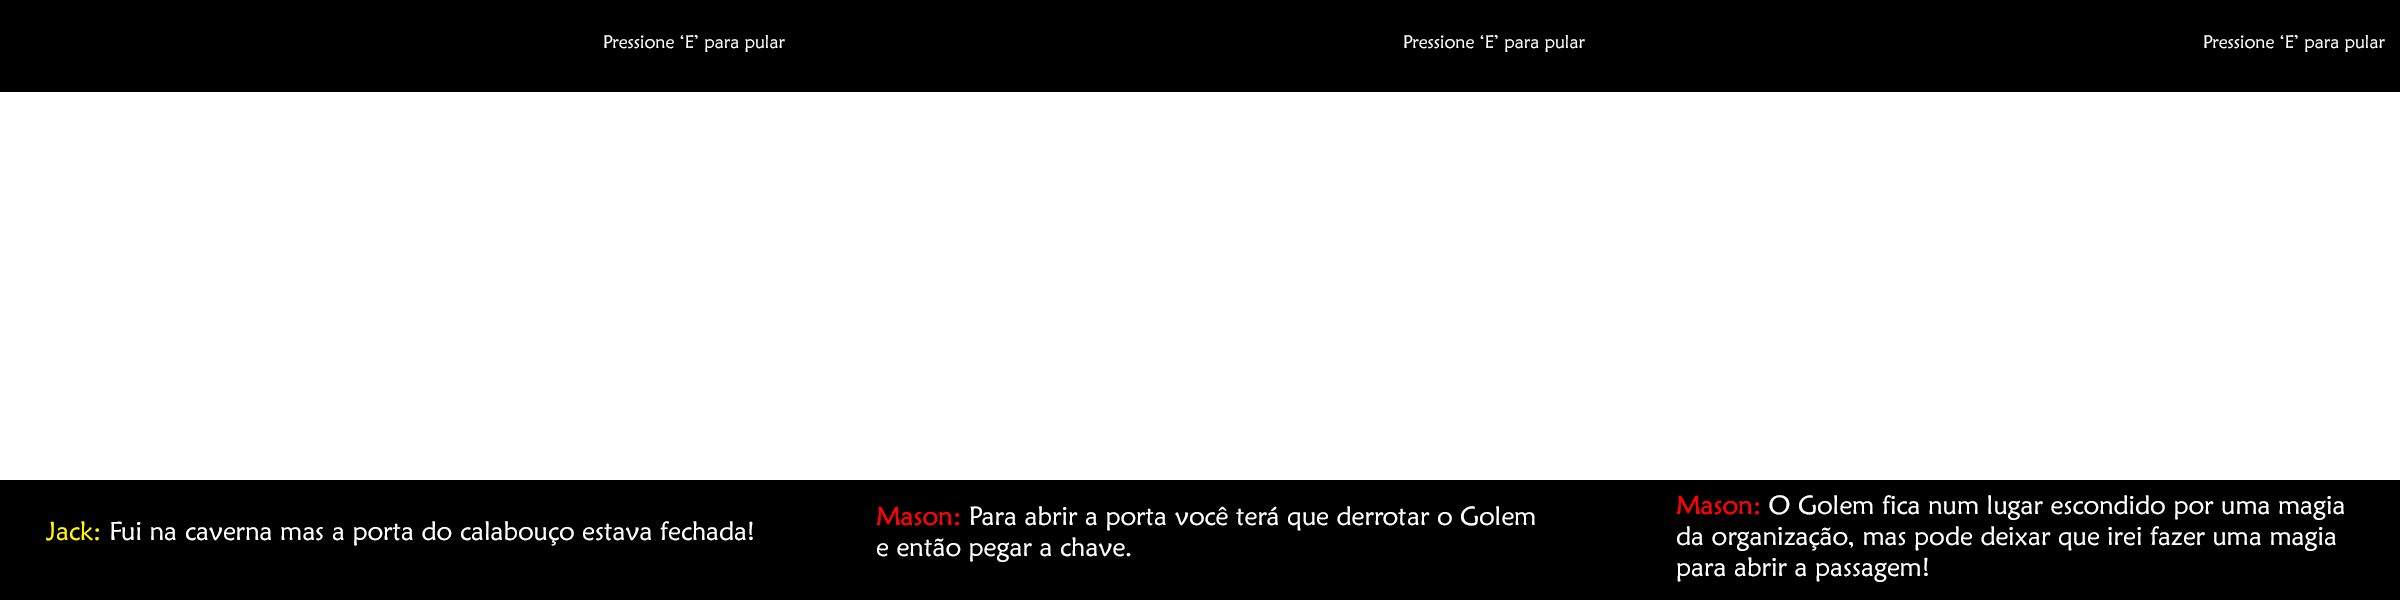 Pressione ‘E’ para pular
Pressione ‘E’ para pular
Pressione ‘E’ para pular
Jack: Fui na caverna mas a porta do calabouço estava fechada!
Mason: Para abrir a porta você terá que derrotar o Golem
e então pegar a chave.
Mason: O Golem fica num lugar escondido por uma magia
da organização, mas pode deixar que irei fazer uma magia
para abrir a passagem!